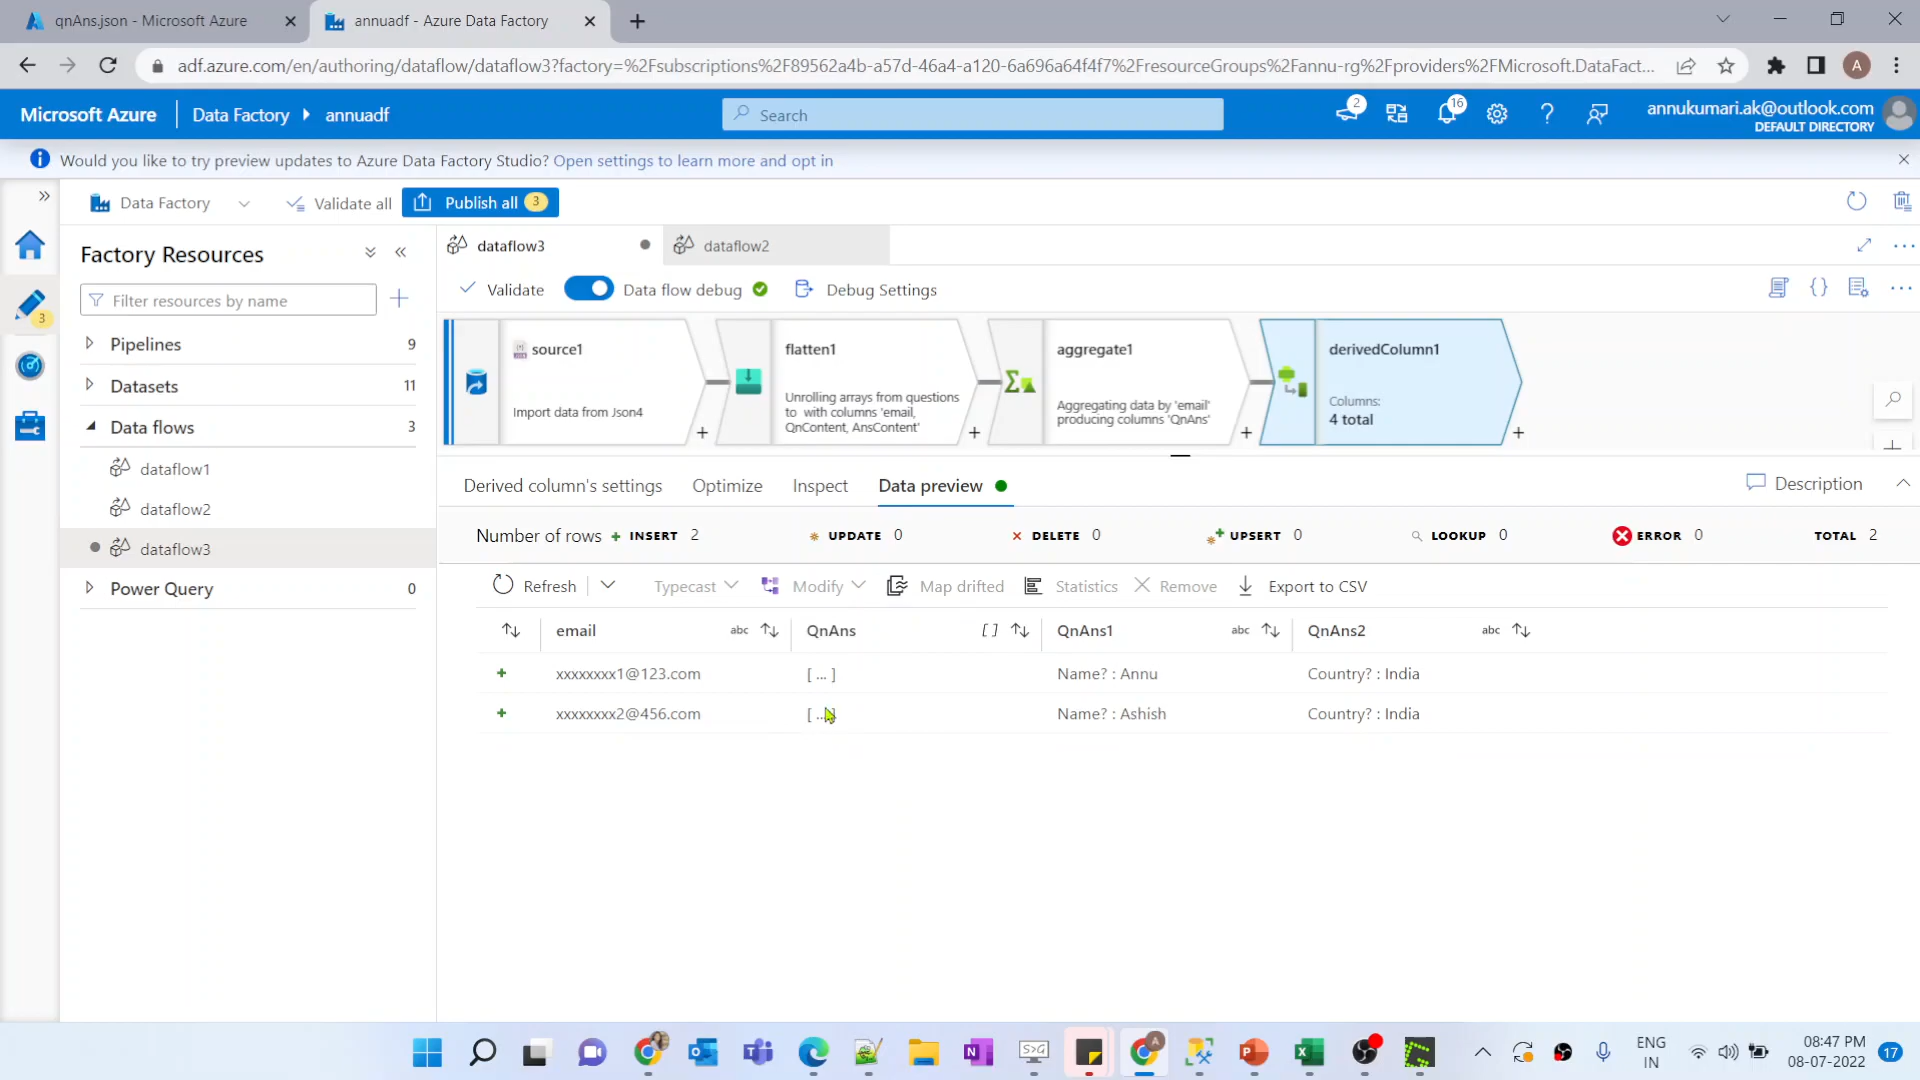 qnAns.json - Microsoft Azure
annuadf - Azure Data Factory
adf.azure.com/en/authoring/dataflow/dataflow3?factory=%2Fsubscriptions%2F89562a4b-a57d-46a4-a120-6a696a64f4f7%2FresourceGroups%2Fannu-rg%2Fproviders%2FMicrosoft.DataFact...
A
Microsoft Azure
Data Factory
annuadf
Search
2
16
annukumari.ak@outlook.com
DEFAULT DIRECTORY
Would you like to try preview updates to Azure Data Factory Studio? Open settings to learn more and opt in
Data Factory
Validate all
Publish all 3
Factory Resources
dataflow3
dataflow2
Filter resources by name
3
Validate
Data flow debug
Debug Settings
Pipelines 9
Datasets 11
Data flows 3
dataflow1
dataflow2
dataflow3
Power Query 0
source1
Import data from Json4
flatten1
Unrolling arrays from questions
to with columns 'email,
QnContent, AnsContent'
aggregate1
Aggregating data by 'email'
producing columns 'QnAns'
derivedColumn1
Columns:
4 total
Derived column's settings
Optimize
Inspect
Data preview
Description
Number of rows
INSERT 2
UPDATE 0
DELETE 0
UPSERT 0
LOOKUP 0
ERROR 0
TOTAL 2
Refresh
Typecast
Modify
Map drifted
Statistics
Remove
Export to CSV
email abc
QnAns []
QnAns1 abc
QnAns2 abc
xxxxxxxx1@123.com [ ... ] Name? : Annu Country? : India
xxxxxxxx2@456.com [ ... ] Name? : Ashish Country? : India
S>G
A
ENG
IN
08:47 PM
08-07-2022
17